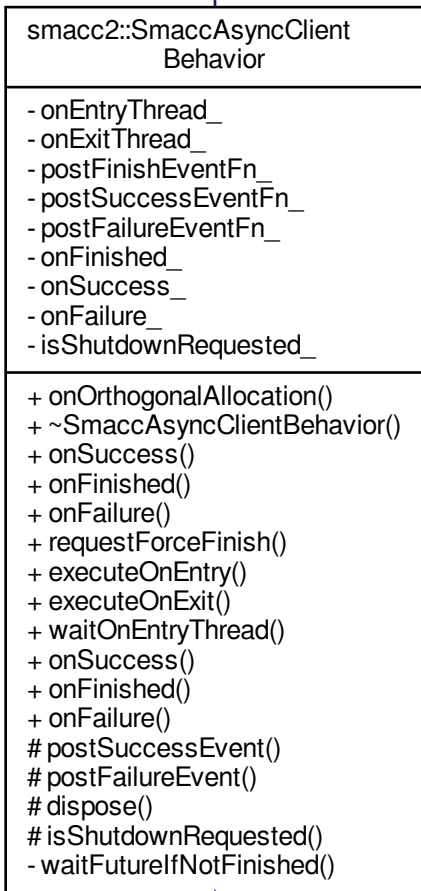 smacc2::SmaccAsyncClient
Behavior
- onEntryThread_
- onExitThread_
- postFinishEventFn_
- postSuccessEventFn_
- postFailureEventFn_
- onFinished_
- onSuccess_
- onFailure_
- isShutdownRequested_
+ onOrthogonalAllocation()
+ ~SmaccAsyncClientBehavior()
+ onSuccess()
+ onFinished()
+ onFailure()
+ requestForceFinish()
+ executeOnEntry()
+ executeOnExit()
+ waitOnEntryThread()
+ onSuccess()
+ onFinished()
+ onFailure()
# postSuccessEvent()
# postFailureEvent()
# dispose()
# isShutdownRequested()
- waitFutureIfNotFinished()